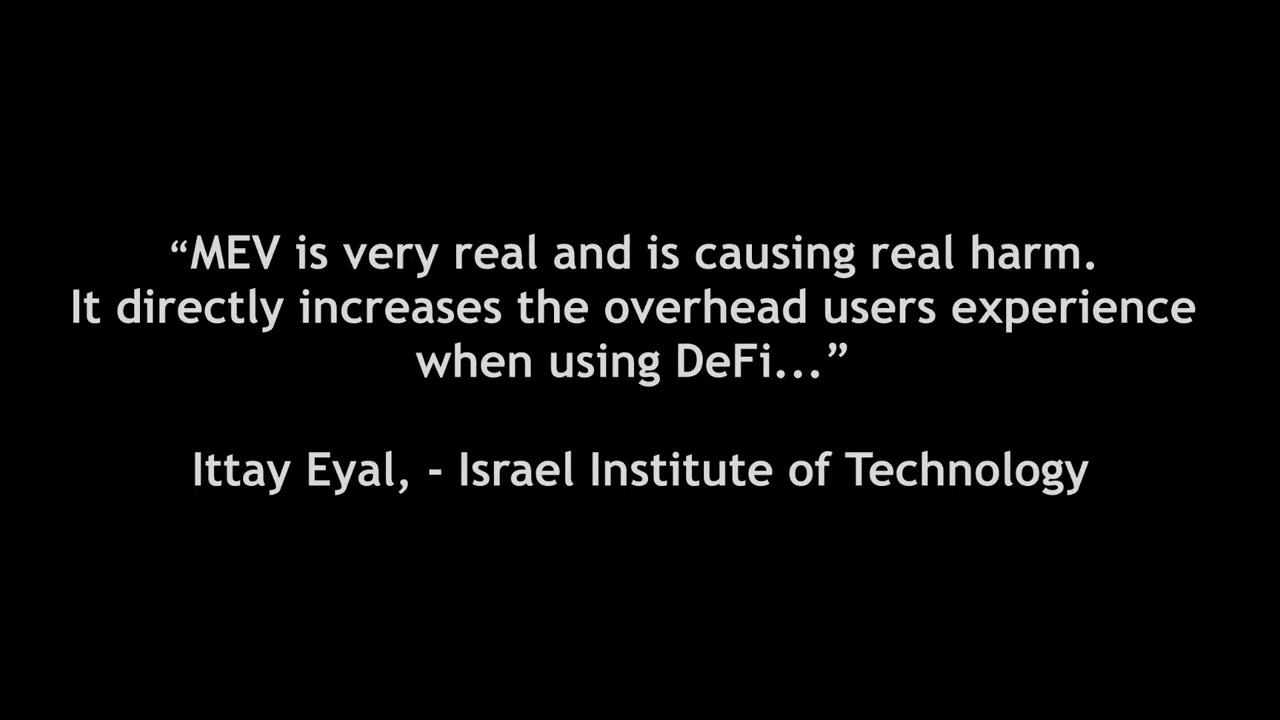 “MEV is very real and is causing real harm.
It directly increases the overhead users experience
when using DeFi...”
Ittay Eyal, - Israel Institute of Technology